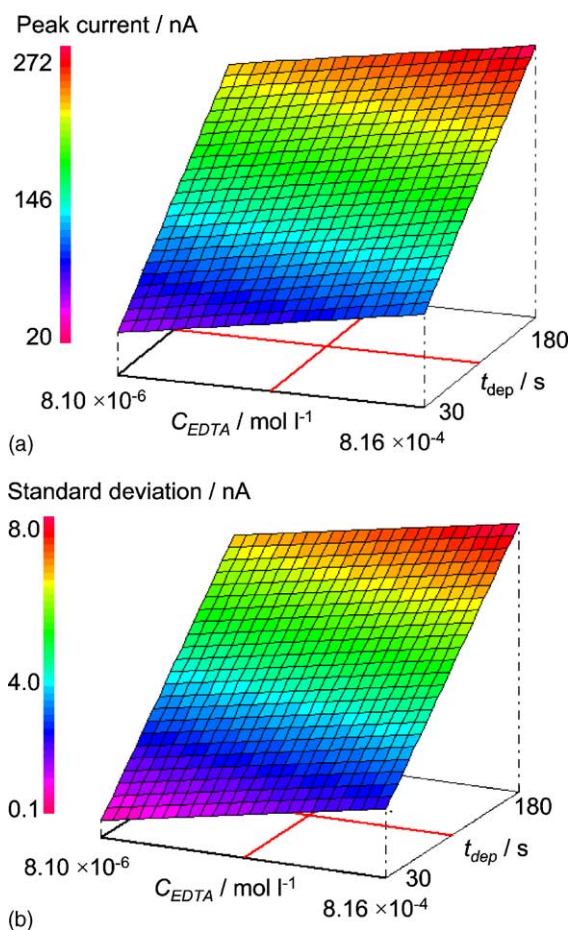 Peak current / nA
272
146
20
180
t_dep / s
30
8.10 ×10⁻⁶
C_EDTA / mol l⁻¹
8.16 ×10⁻⁴
(a)
Standard deviation / nA
8.0
4.0
0.1
180
t_dep / s
30
8.10 ×10⁻⁶
C_EDTA / mol l⁻¹
8.16 ×10⁻⁴
(b)